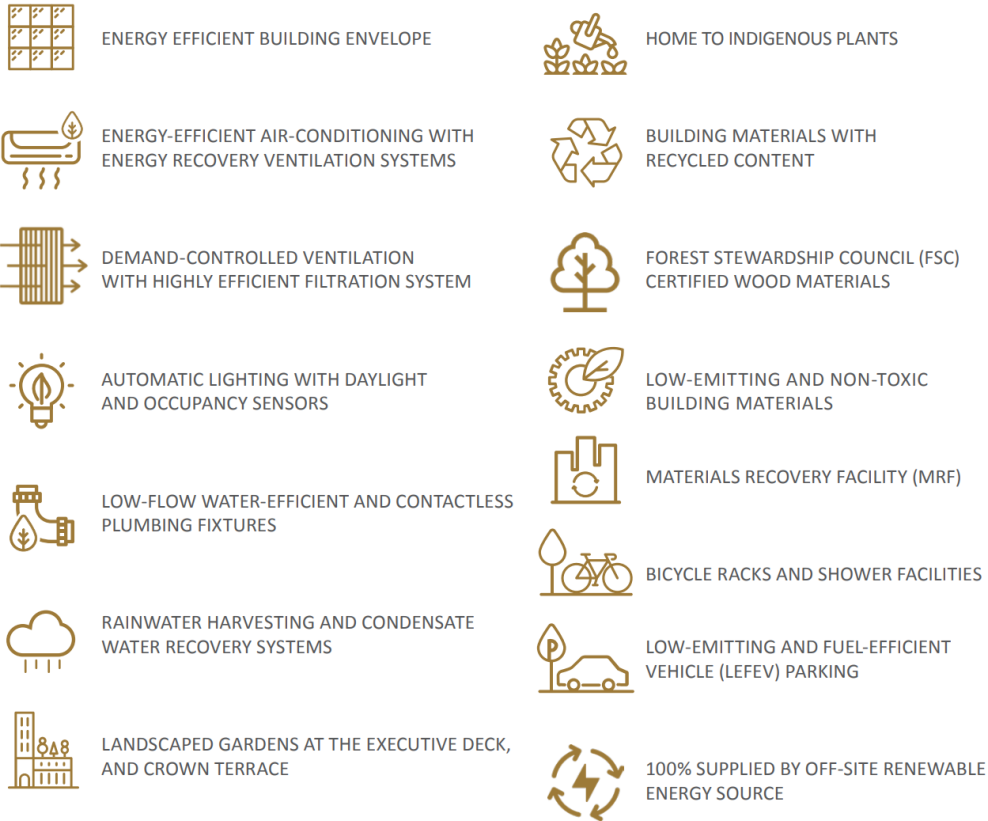 ENERGY EFFICIENT BUILDING ENVELOPE
ENERGY-EFFICIENT AIR-CONDITIONING WITH
ENERGY RECOVERY VENTILATION SYSTEMS
DEMAND-CONTROLLED VENTILATION
WITH HIGHLY EFFICIENT FILTRATION SYSTEM
AUTOMATIC LIGHTING WITH DAYLIGHT
AND OCCUPANCY SENSORS
LOW-FLOW WATER-EFFICIENT AND CONTACTLESS
PLUMBING FIXTURES
RAINWATER HARVESTING AND CONDENSATE
WATER RECOVERY SYSTEMS
LANDSCAPED GARDENS AT THE EXECUTIVE DECK,
AND CROWN TERRACE
HOME TO INDIGENOUS PLANTS
BUILDING MATERIALS WITH
RECYCLED CONTENT
FOREST STEWARDSHIP COUNCIL (FSC)
CERTIFIED WOOD MATERIALS
LOW-EMITTING AND NON-TOXIC
BUILDING MATERIALS
MATERIALS RECOVERY FACILITY (MRF)
BICYCLE RACKS AND SHOWER FACILITIES
P
LOW-EMITTING AND FUEL-EFFICIENT
VEHICLE (LEFEV) PARKING
100% SUPPLIED BY OFF-SITE RENEWABLE
ENERGY SOURCE